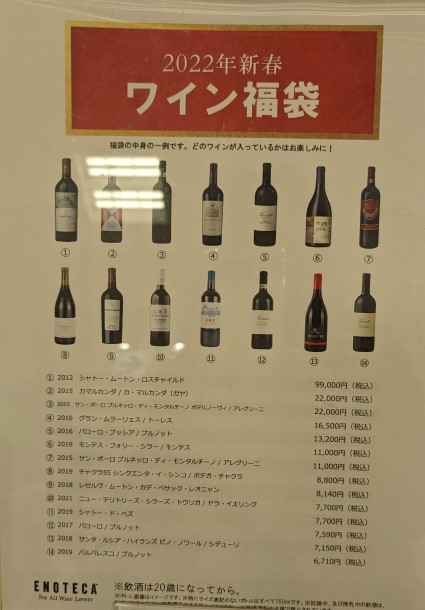 2022年新春
ワイン福袋
福袋の中身の一例です。どのワインが入っているかはお楽しみに！
① ② ③ ④ ⑤ ⑥ ⑦
⑧ ⑨ ⑩ ⑪ ⑫ ⑬ ⑭
① 2012 シャトー・ムートン・ロスチャイルド 99,000円（税込）
② 2015 カマルカンダ / カ・マルカンダ（ガヤ） 22,000円（税込）
③ 2015 サン・ポーロ ブルネッロ・ディ・モンタルチーノ ポデルノーヴィ / アレグリーニ 22,000円（税込）
④ 2016 グラン・ムラーリェス / トーレス 16,500円（税込）
⑤ 2016 バローロ・ブッシア / プルノット 13,200円（税込）
⑥ 2019 モンテス・フォリー・シラー / モンテス 11,000円（税込）
⑦ 2015 サン・ポーロ ブルネッロ・ディ・モンタルチーノ / アレグリーニ 11,000円（税込）
⑧ 2019 チャクラ55 シンクエンタ・イ・シンコ / ボデガ・チャクラ 8,800円（税込）
⑨ 2018 レゼルヴ・ムートン・カデ・ペサック・レオニャン 8,140円（税込）
⑩ 2021 ニュー・テリトリーズ・シラーズ・トウリガ / ヤラ・イエリング 7,700円（税込）
⑪ 2019 シャトー・ド・ペズ 7,700円（税込）
⑫ 2017 バローロ / プルノット 7,590円（税込）
⑬ 2018 サンタ・ルシア・ハイランズ ピノ・ノワール / シデューリ 7,150円（税込）
⑭ 2019 バルバレスコ / プルノット 6,710円（税込）
ENOTECA
For All Wine Lovers
※飲酒は20歳になってから。